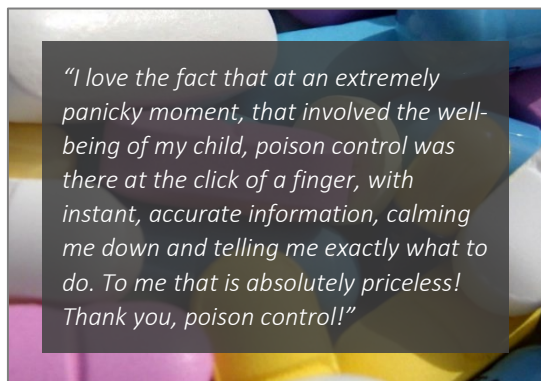 “I love the fact that at an extremely
panicky moment, that involved the well-
being of my child, poison control was
there at the click of a finger, with
instant, accurate information, calming
me down and telling me exactly what to
do. To me that is absolutely priceless!
Thank you, poison control!”